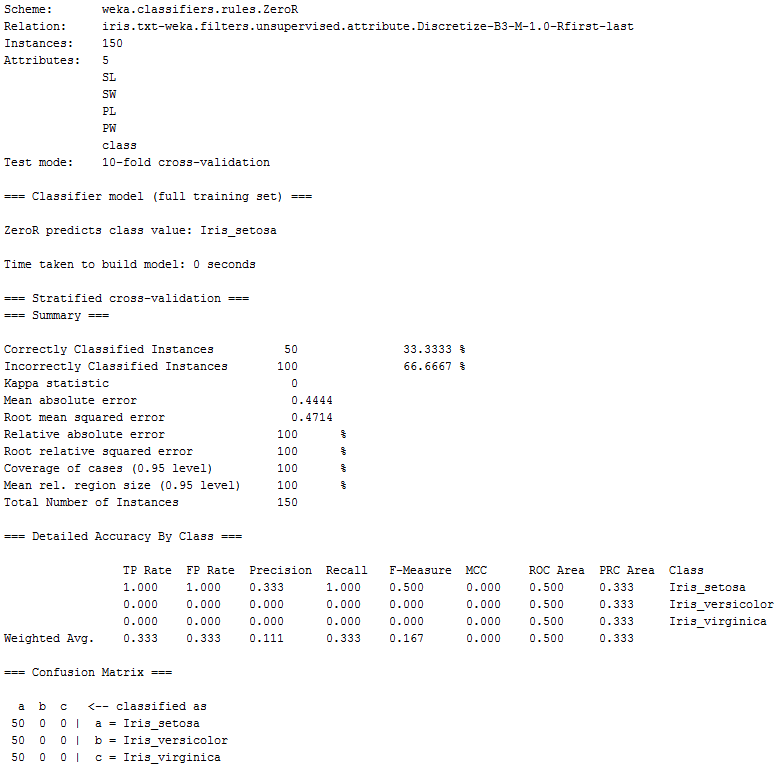 Scheme:       weka.classifiers.rules.ZeroR
Relation:     iris.txt-weka.filters.unsupervised.attribute.Discretize-B3-M-1.0-Rfirst-last
Instances:    150
Attributes:   5
              SL
              SW
              PL
              PW
              class
Test mode:    10-fold cross-validation
=== Classifier model (full training set) ===
ZeroR predicts class value: Iris_setosa
Time taken to build model: 0 seconds
=== Stratified cross-validation ===
=== Summary ===
Correctly Classified Instances          50               33.3333 %
Incorrectly Classified Instances       100               66.6667 %
Kappa statistic                          0
Mean absolute error                      0.4444
Root mean squared error                  0.4714
Relative absolute error                100      %
Root relative squared error            100      %
Coverage of cases (0.95 level)         100      %
Mean rel. region size (0.95 level)     100      %
Total Number of Instances              150
=== Detailed Accuracy By Class ===
                 TP Rate  FP Rate  Precision  Recall   F-Measure  MCC      ROC Area  PRC Area  Class
                 1.000    1.000    0.333      1.000    0.500      0.000    0.500     0.333     Iris_setosa
                 0.000    0.000    0.000      0.000    0.000      0.000    0.500     0.333     Iris_versicolor
                 0.000    0.000    0.000      0.000    0.000      0.000    0.500     0.333     Iris_virginica
Weighted Avg.    0.333    0.333    0.111      0.333    0.167      0.000    0.500     0.333
=== Confusion Matrix ===
  a  b  c   <-- classified as
 50  0  0 |  a = Iris_setosa
 50  0  0 |  b = Iris_versicolor
 50  0  0 |  c = Iris_virginica